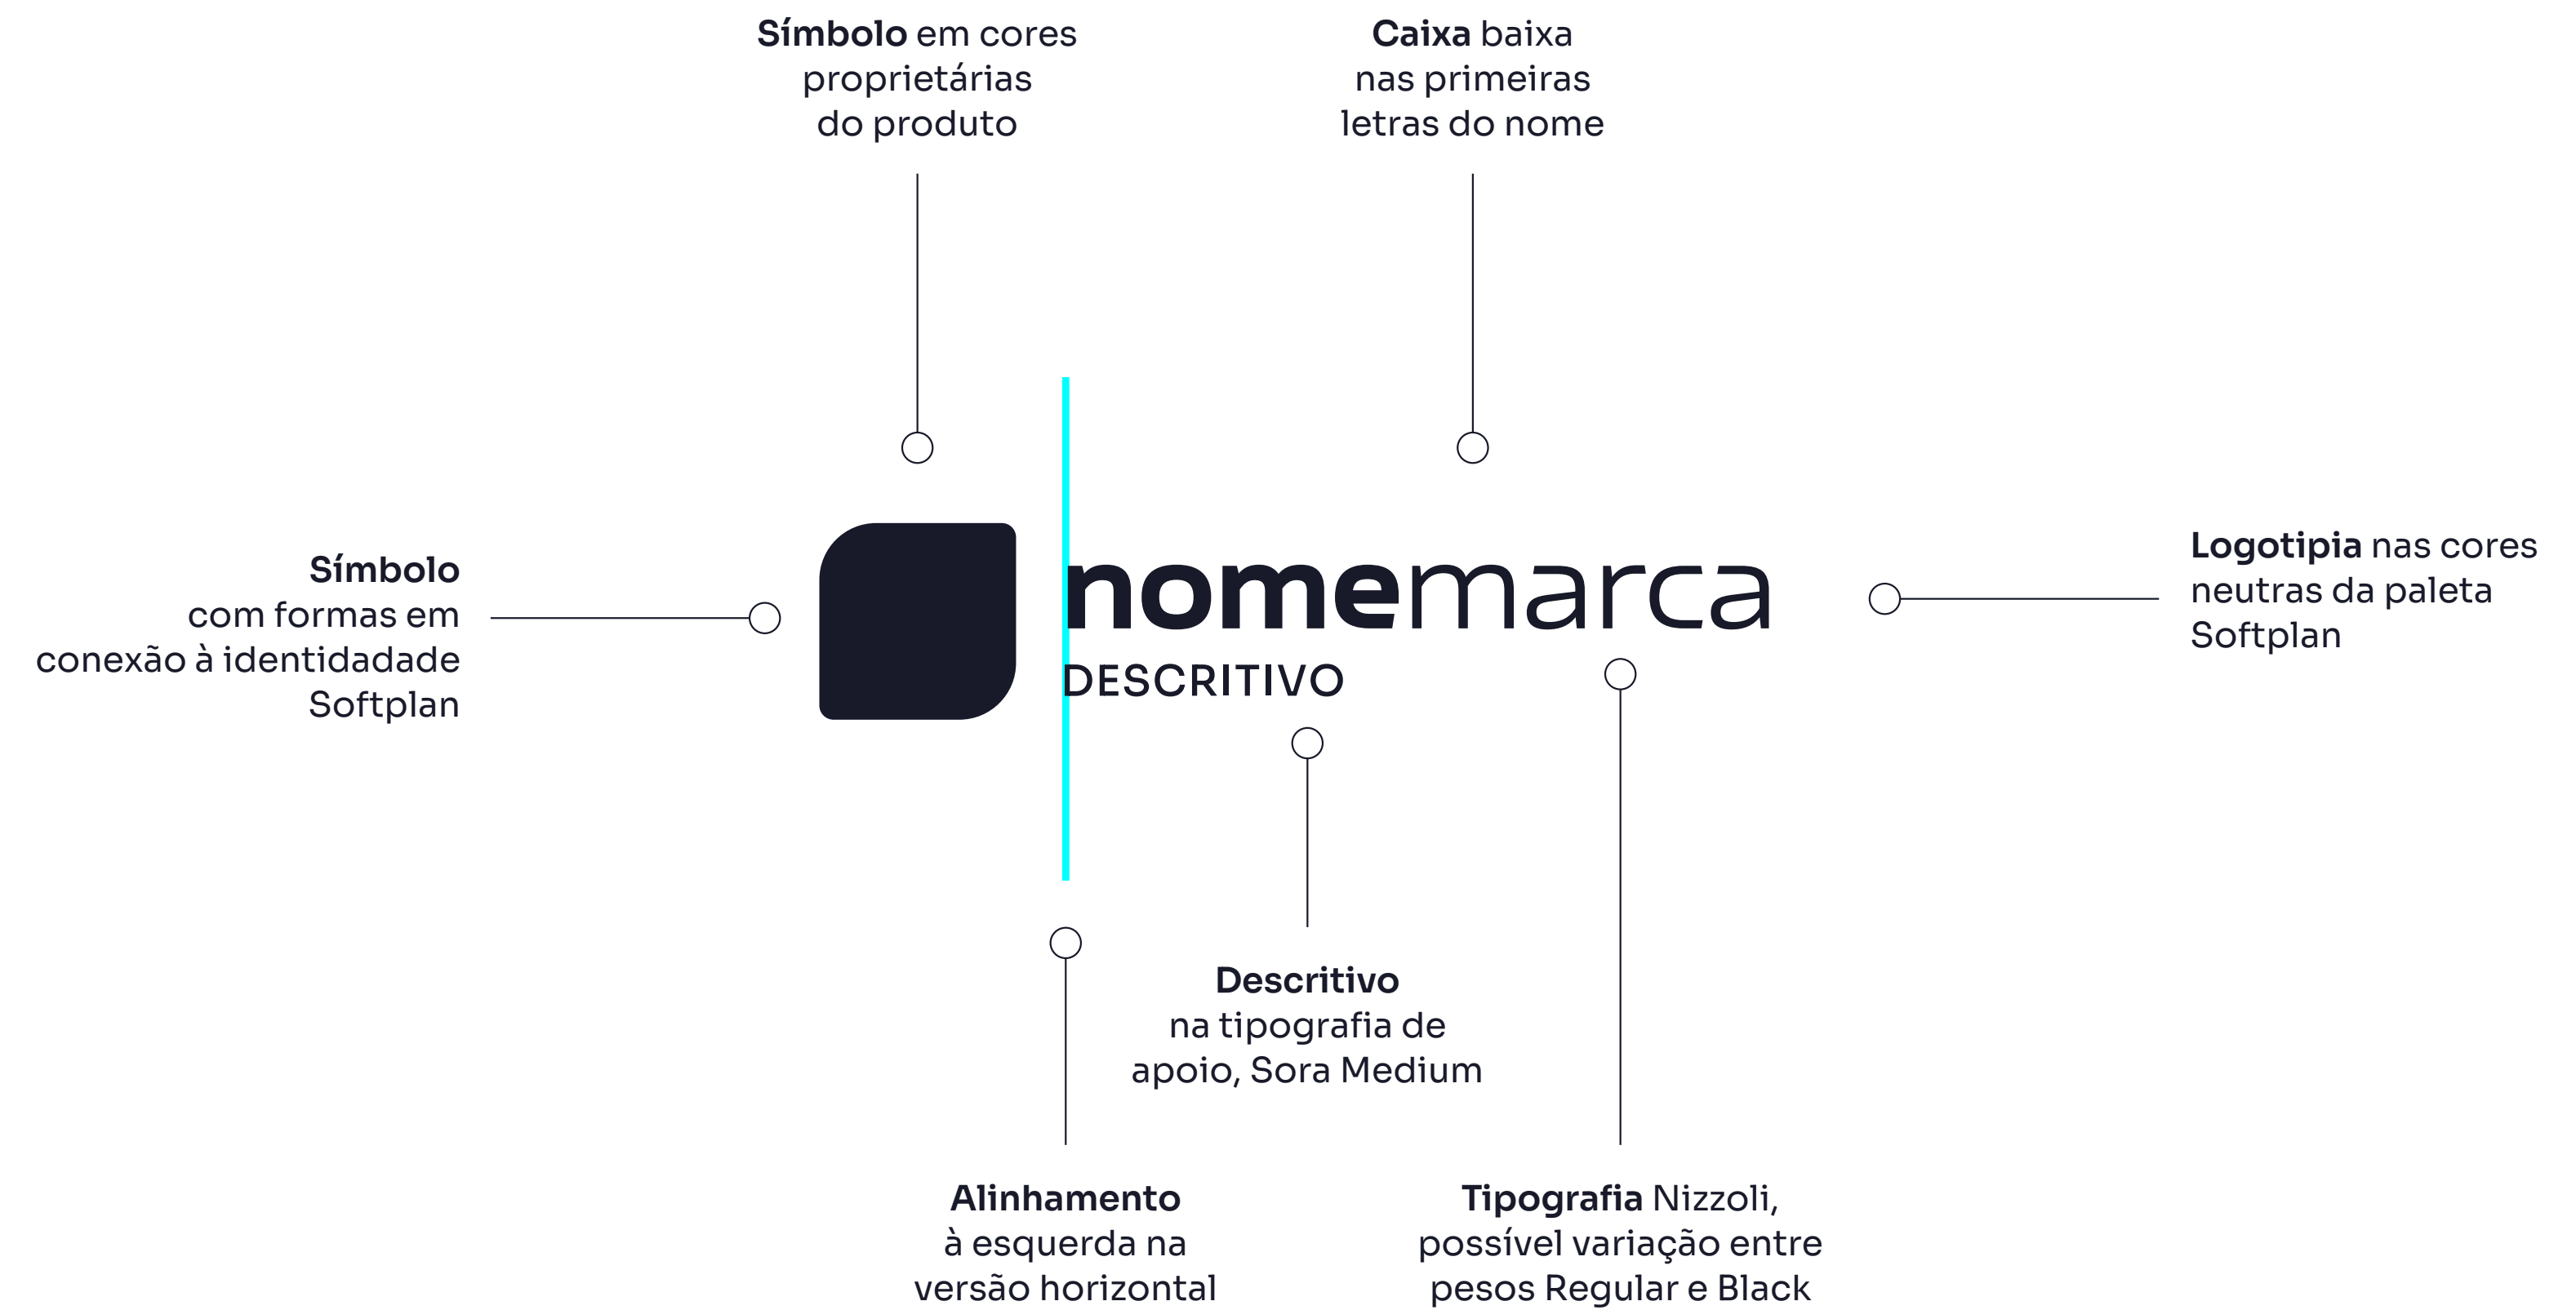 Símbolo em cores
proprietárias
do produto
Caixa baixa
nas primeiras
letras do nome
Símbolo
com formas em
conexão à identidadade
Softplan
nomemarca
DESCRITIVO
Logotipia nas cores
neutras da paleta
Softplan
Descritivo
na tipografia de
apoio, Sora Medium
Alinhamento
à esquerda na
versão horizontal
Tipografia Nizzoli,
possível variação entre
pesos Regular e Black